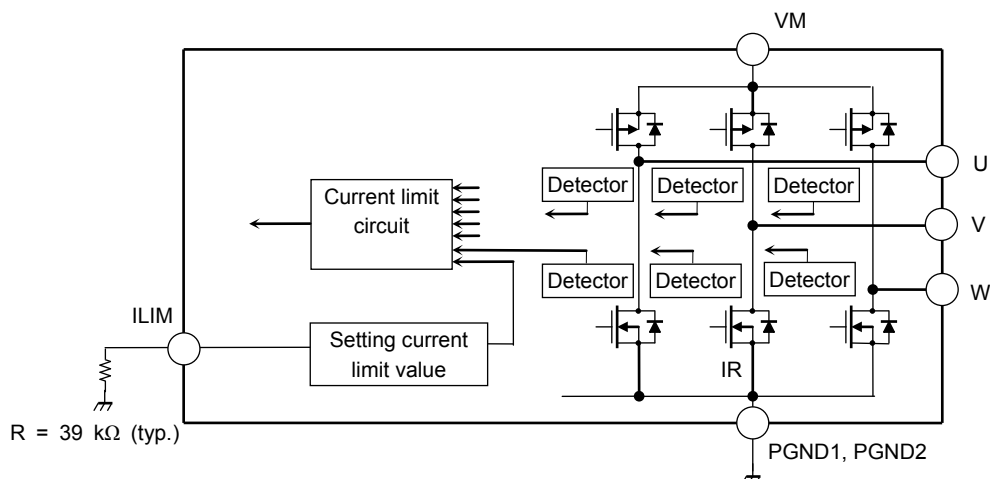 VM
U
Detector
Detector
Detector
Current limit
circuit
V
Detector
Detector
Detector
W
ILIM
Setting current
limit value
IR
R = 39 kΩ (typ.)
PGND1, PGND2